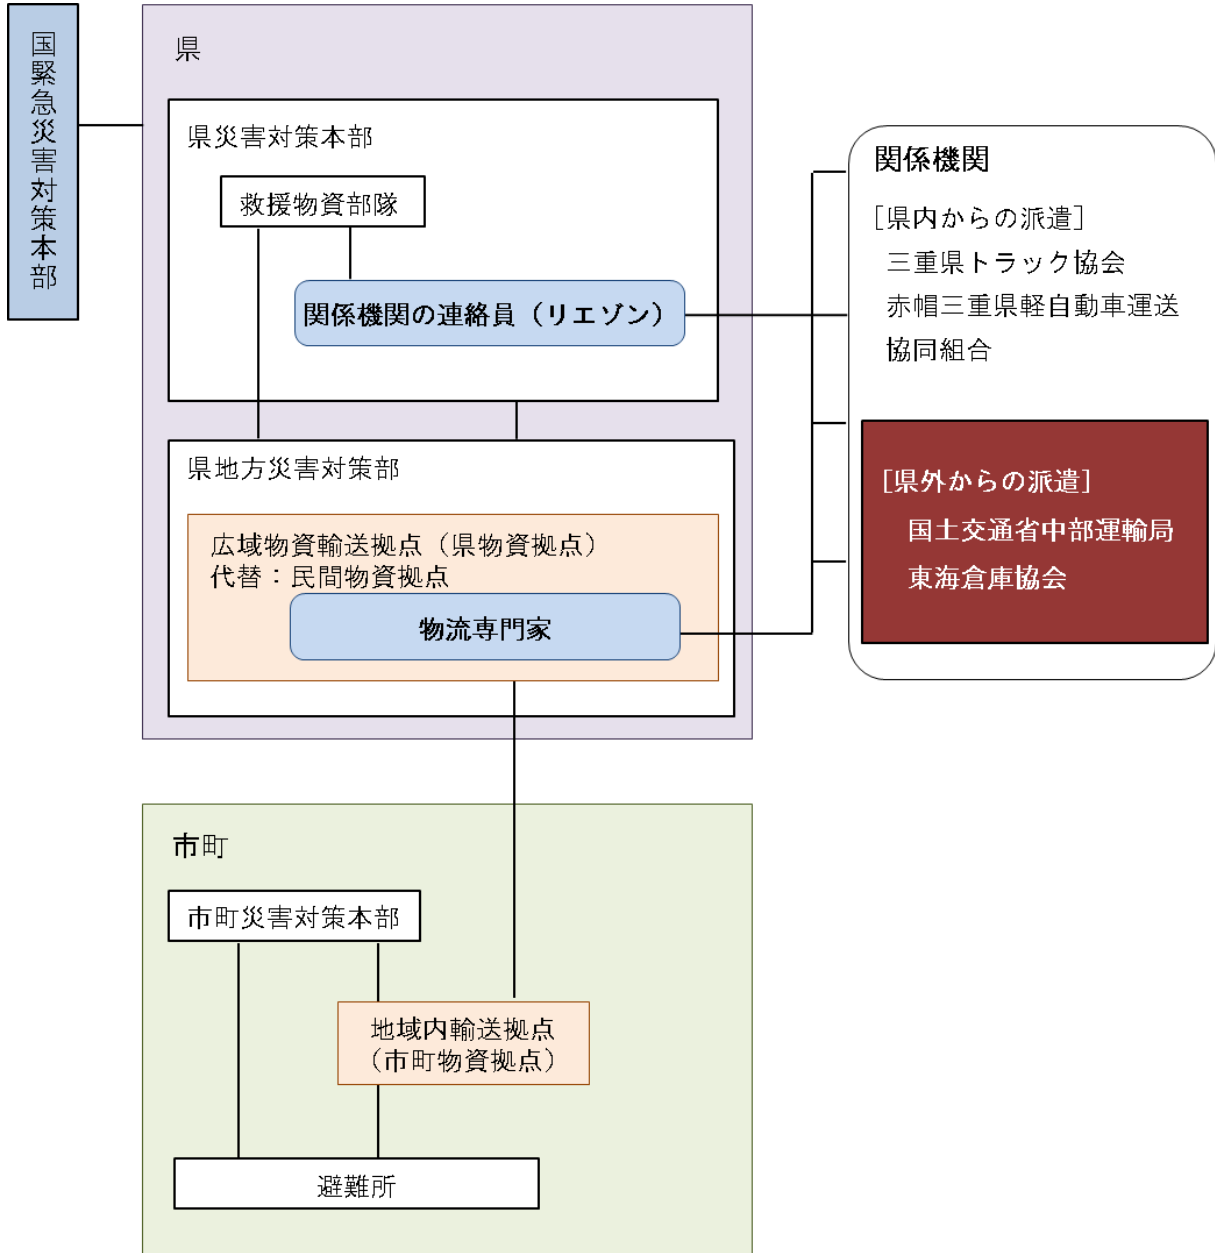 国緊急災害対策本部
県
県災害対策本部
救援物資部隊
関係機関の連絡員（リエゾン）
県地方災害対策部
広域物資輸送拠点（県物資拠点）
代替：民間物資拠点
物流専門家
関係機関
［県内からの派遣］
三重県トラック協会
赤帽三重県軽自動車運送
協同組合
［県外からの派遣］
国土交通省中部運輸局
東海倉庫協会
市町
市町災害対策本部
地域内輸送拠点
（市町物資拠点）
避難所